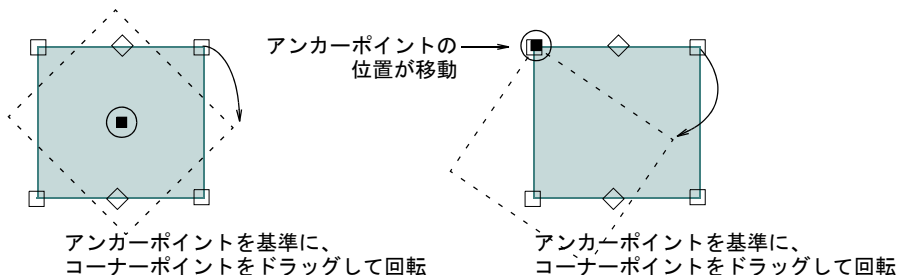 アンカーポイントの
位置が移動
アンカーポイントを基準に、
コーナーポイントをドラッグして回転
アンカーポイントを基準に、
コーナーポイントをドラッグして回転